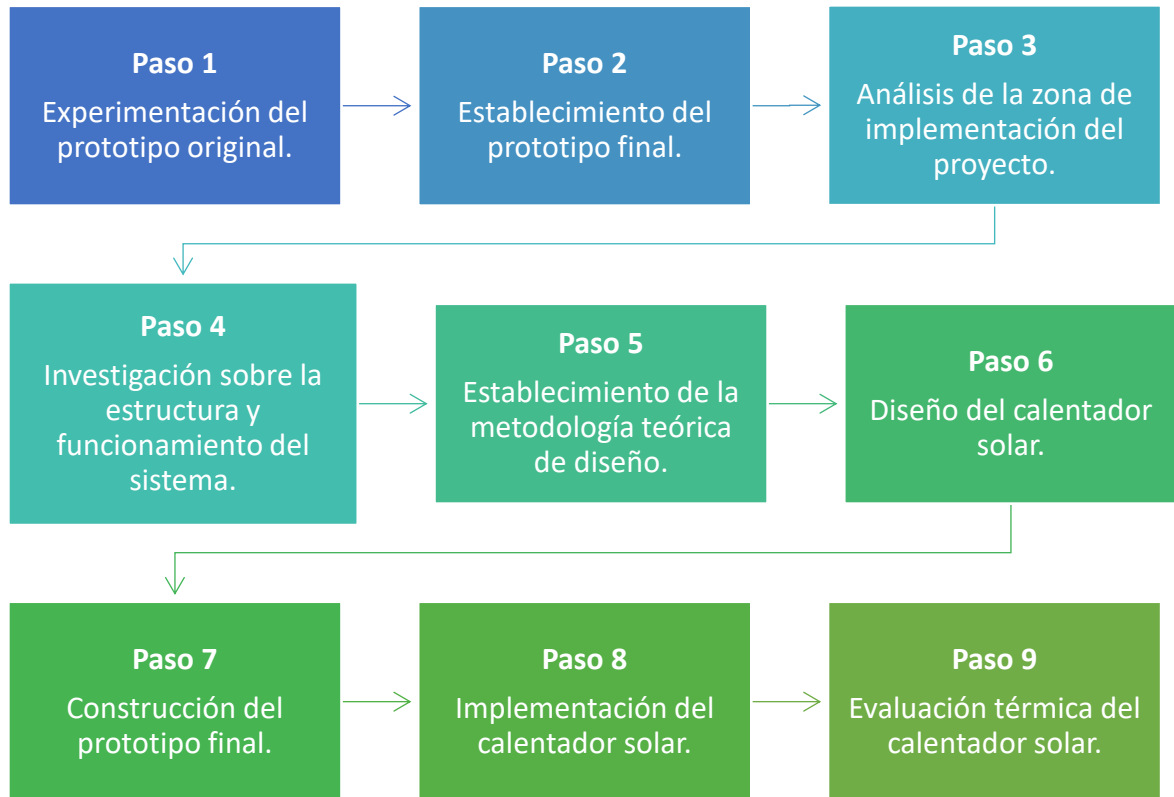 Paso 1
Experimentación del
prototipo original.
Paso 2
Establecimiento del
prototipo final.
Paso 3
Análisis de la zona de
implementación del
proyecto.
Paso 4
Investigación sobre la
estructura y
funcionamiento del
sistema.
Paso 5
Establecimiento de la
metodología teórica
de diseño.
Paso 6
Diseño del calentador
solar.
Paso 7
Construcción del
prototipo final.
Paso 8
Implementación del
calentador solar.
Paso 9
Evaluación térmica del
calentador solar.